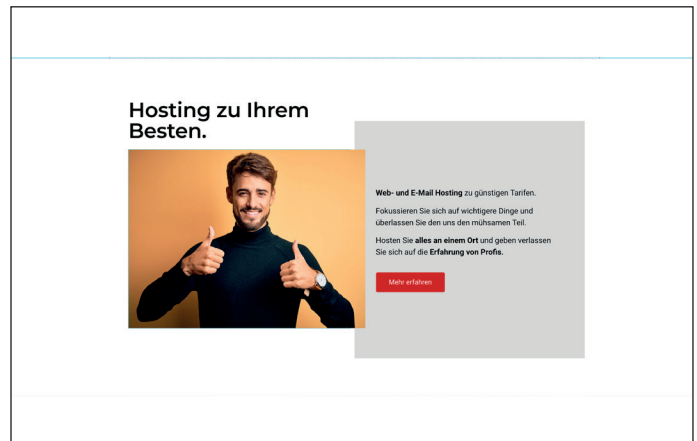 Hosting zu Ihrem
Besten.
Web- und E-Mail Hosting zu günstigen Tarifen.
Fokussieren Sie sich auf wichtigere Dinge und
überlassen Sie den uns den mühsamen Teil.
Hosten Sie alles an einem Ort und geben verlassen
Sie sich auf die Erfahrung von Profis.
Mehr erfahren